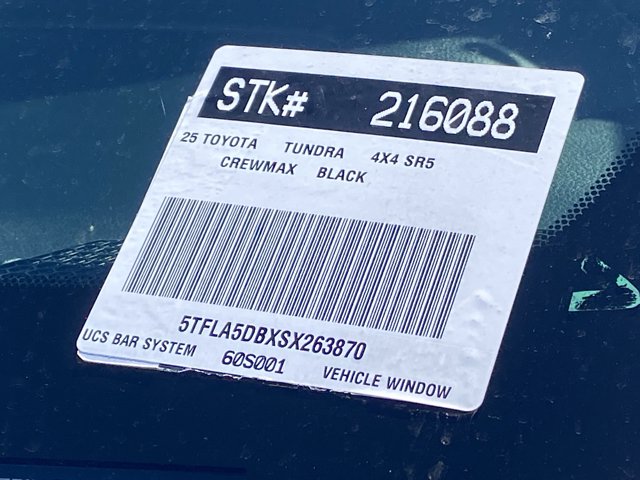 STK# 216088
25 TOYOTA TUNDRA 4X4 SR5
CREWMAX BLACK
5TFLA5DBXSX263870
UCS BAR SYSTEM 60S001 VEHICLE WINDOW